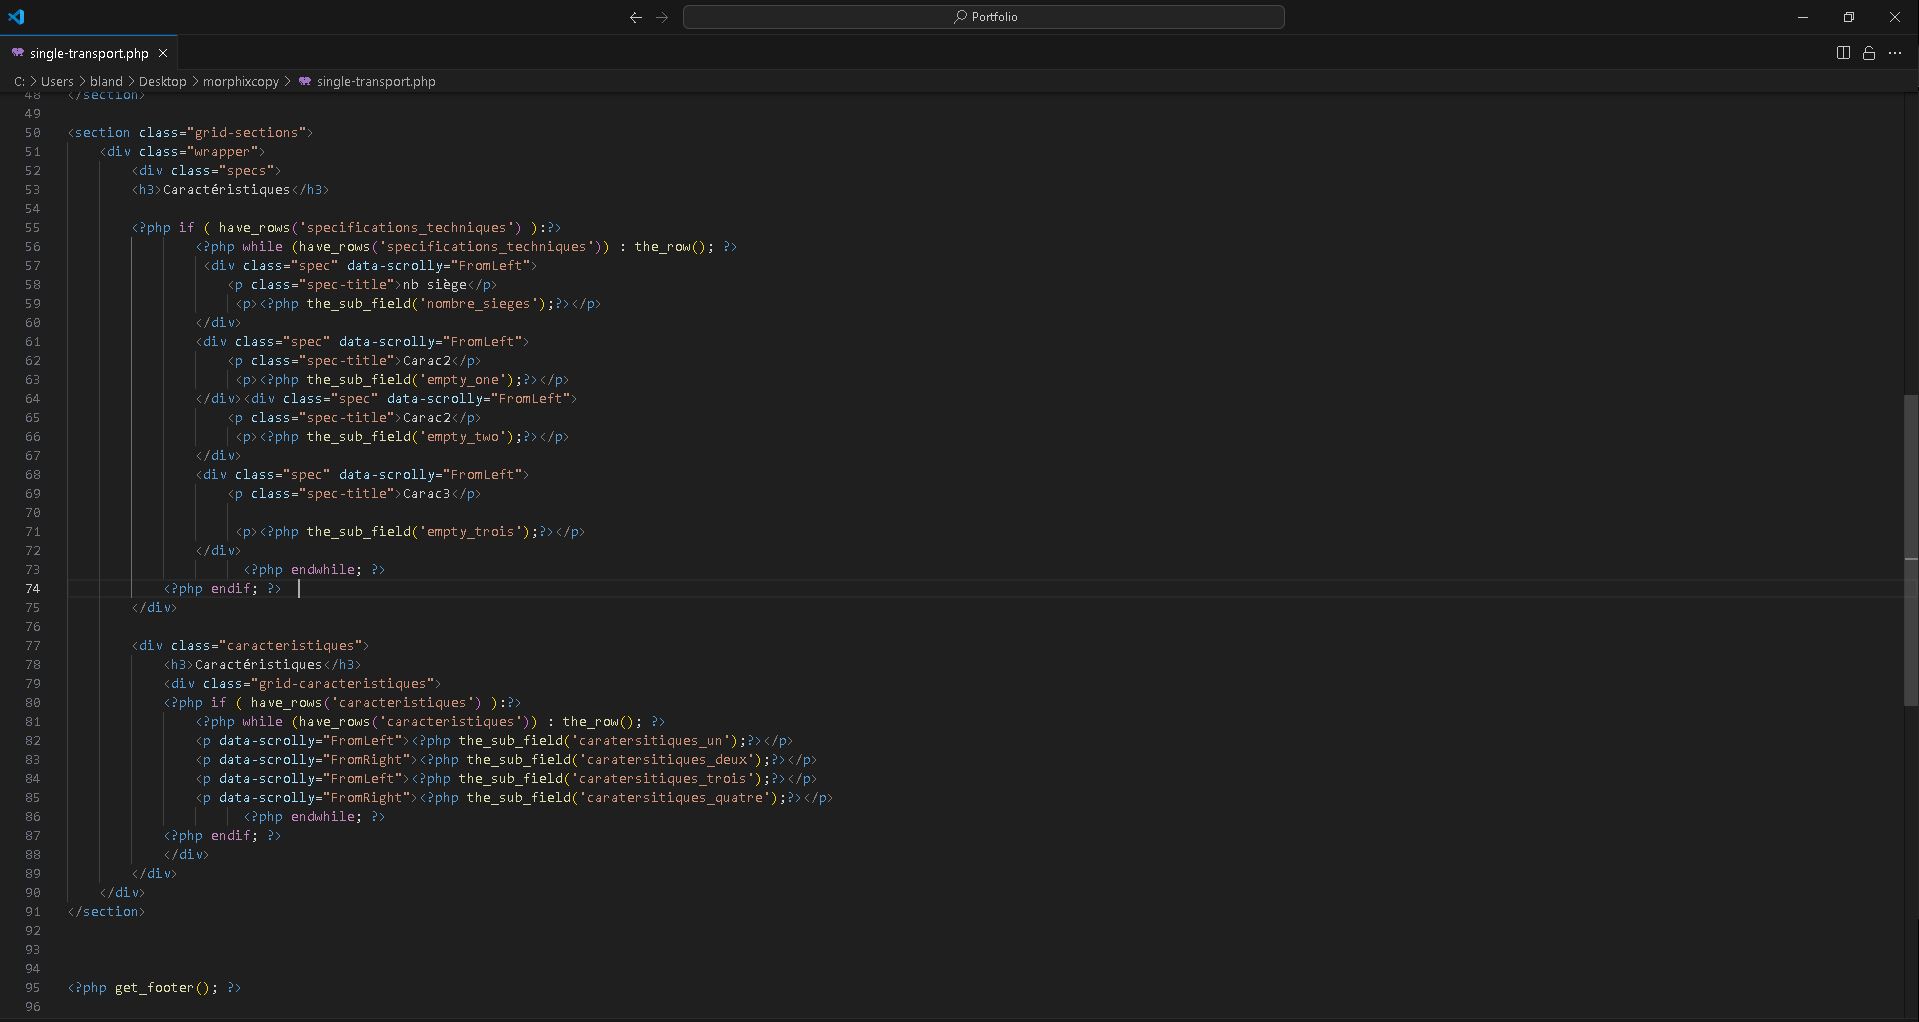 Portfolio
single-transport.php
C: > Users > bland > Desktop > morphixcopy > single-transport.php
48 </section>
49
50 <section class="grid-sections">
51 <div class="wrapper">
52 <div class="specs">
53 <h3>Caractéristiques</h3>
54
55 <?php if ( have_rows('specifications_techniques') ):?>
56 <?php while (have_rows('specifications_techniques')) : the_row(); ?>
57 <div class="spec" data-scrolly="FromLeft">
58 <p class="spec-title">nb siège</p>
59 <p><?php the_sub_field('nombre_sieges');?></p>
60 </div>
61 <div class="spec" data-scrolly="FromLeft">
62 <p class="spec-title">Carac2</p>
63 <p><?php the_sub_field('empty_one');?></p>
64 </div><div class="spec" data-scrolly="FromLeft">
65 <p class="spec-title">Carac2</p>
66 <p><?php the_sub_field('empty_two');?></p>
67 </div>
68 <div class="spec" data-scrolly="FromLeft">
69 <p class="spec-title">Carac3</p>
70
71 <p><?php the_sub_field('empty_trois');?></p>
72 </div>
73 <?php endwhile; ?>
74 <?php endif; ?>
75 </div>
76
77 <div class="caracteristiques">
78 <h3>Caractéristiques</h3>
79 <div class="grid-caracteristiques">
80 <?php if ( have_rows('caracteristiques') ):?>
81 <?php while (have_rows('caracteristiques')) : the_row(); ?>
82 <p data-scrolly="FromLeft"><?php the_sub_field('caratersitiques_un');?></p>
83 <p data-scrolly="FromRight"><?php the_sub_field('caratersitiques_deux');?></p>
84 <p data-scrolly="FromLeft"><?php the_sub_field('caratersitiques_trois');?></p>
85 <p data-scrolly="FromRight"><?php the_sub_field('caratersitiques_quatre');?></p>
86 <?php endwhile; ?>
87 <?php endif; ?>
88 </div>
89 </div>
90 </div>
91 </section>
92
93
94
95 <?php get_footer(); ?>
96